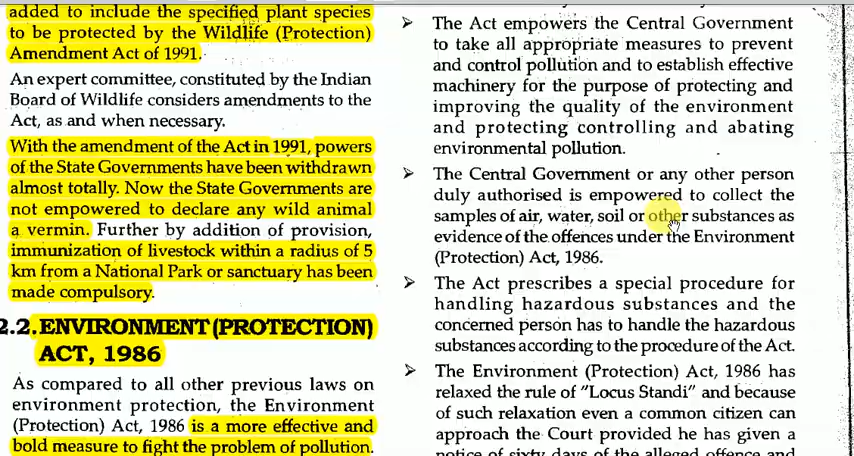 added to include the specified plant species
to be protected by the Wildlife (Protection)
Amendment Act of 1991.
An expert committee, constituted by the Indian
Board of Wildlife considers amendments to the
Act, as and when necessary.
With the amendment of the Act in 1991, powers
of the State Governments have been withdrawn
almost totally. Now the State Governments are
not empowered to declare any wild animal
a vermin. Further by addition of provision,
immunization of livestock within a radius of 5
km from a National Park or sanctuary has been
made compulsory.
2.2. ENVIRONMENT (PROTECTION)
ACT, 1986
As compared to all other previous laws on
environment protection, the Environment
(Protection) Act, 1986 is a more effective and
bold measure to fight the problem of pollution.
➢ The Act empowers the Central Government
to take all appropriate measures to prevent
and control pollution and to establish effective
machinery for the purpose of protecting and
improving the quality of the environment
and protecting controlling and abating
environmental pollution.
➢ The Central Government or any other person
duly authorised is empowered to collect the
samples of air, water, soil or other substances as
evidence of the offences under the Environment
(Protection) Act, 1986.
➢ The Act prescribes a special procedure for
handling hazardous substances and the
concerned person has to handle the hazardous
substances according to the procedure of the Act.
➢ The Environment (Protection) Act, 1986 has
relaxed the rule of "Locus Standi" and because
of such relaxation even a common citizen can
approach the Court provided he has given a
notice of sixty days of the alleged offence and